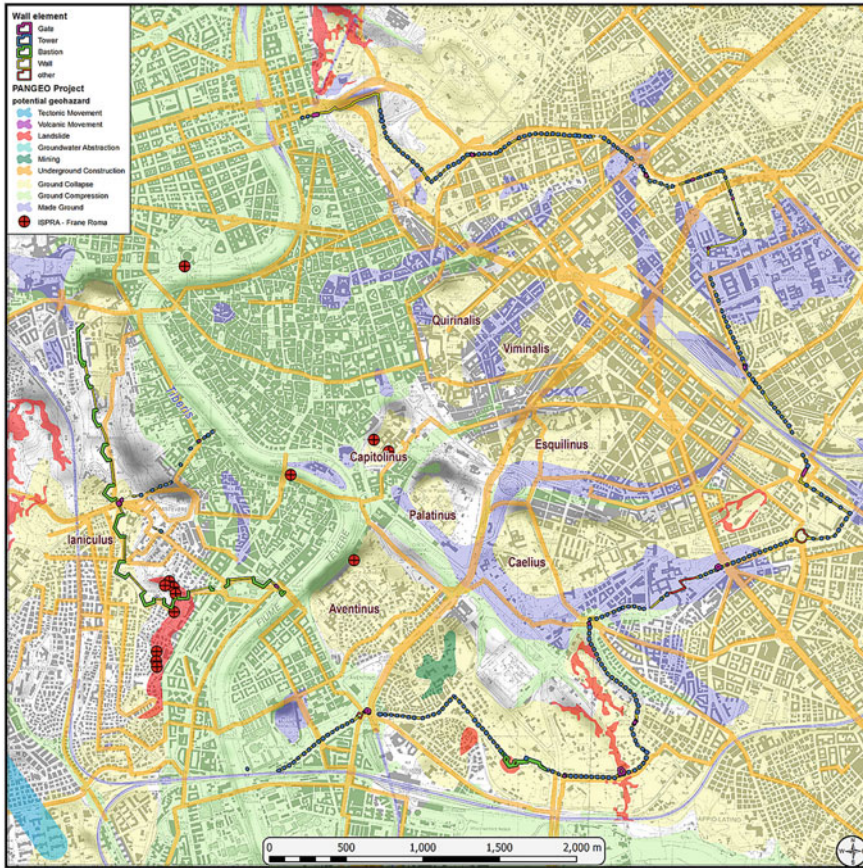 Wall element
Gate
Tower
Bastion
Wall
other
PANGEO Project
potential geohazard
Tectonic Movement
Volcanic Movement
Landslide
Groundwater Abstraction
Mining
Underground Construction
Ground Collapse
Ground Compression
Made Ground
ISPRA - Frane Roma
Quirinalis
Viminalis
Tiberis
Esquilinus
Capitolinus
Palatinus
Ianiculus
Caelius
Aventinus
FIUME
0 500 1,000 1,500 2,000 m